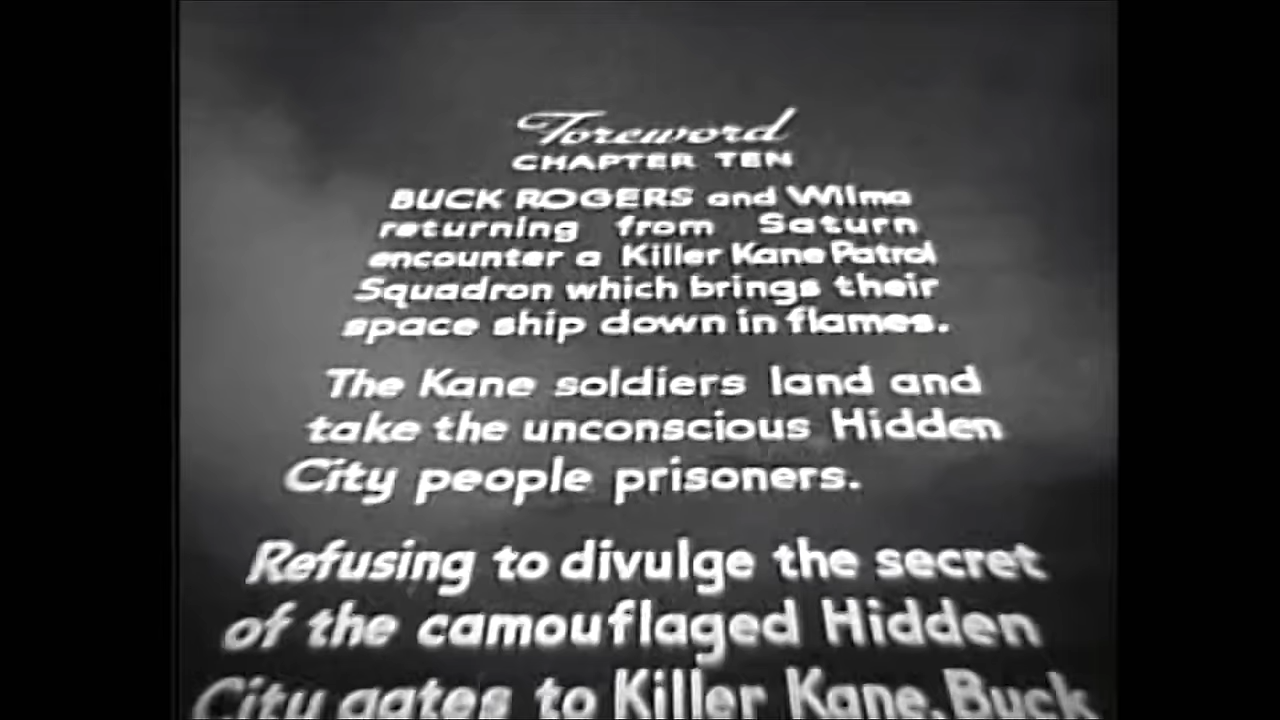 Foreword
CHAPTER TEN
BUCK ROGERS and Wilma
returning from Saturn
encounter a Killer Kane Patrol
Squadron which brings their
space ship down in flames.
The Kane soldiers land and
take the unconscious Hidden
City people prisoners.
Refusing to divulge the secret
of the camouflaged Hidden
City gates to Killer Kane, Buck